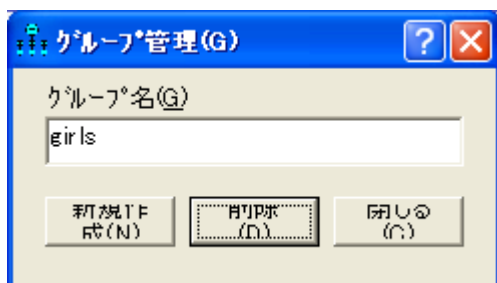 グループ管理(G)
グループ名(G)
girls
新規作
成(N)
削除
(D)
閉じる
(C)